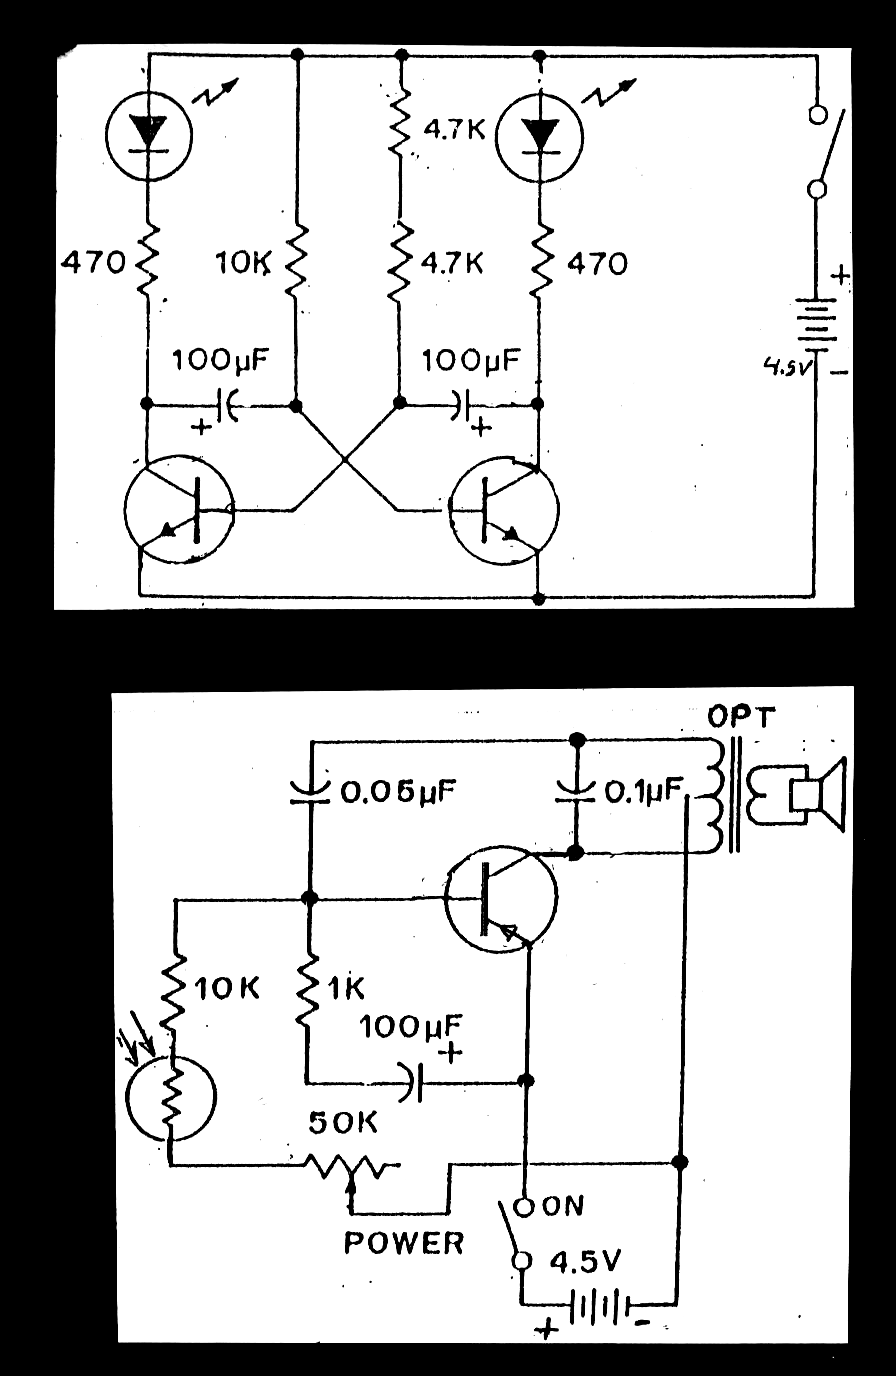 4.7K
470
10K
4.7K
470
100µF
100µF
+
+
+
4.5V
−
OPT
0.05µF
0.1µF
10K
1K
100µF
+
50K
POWER
ON
4.5V
+
-